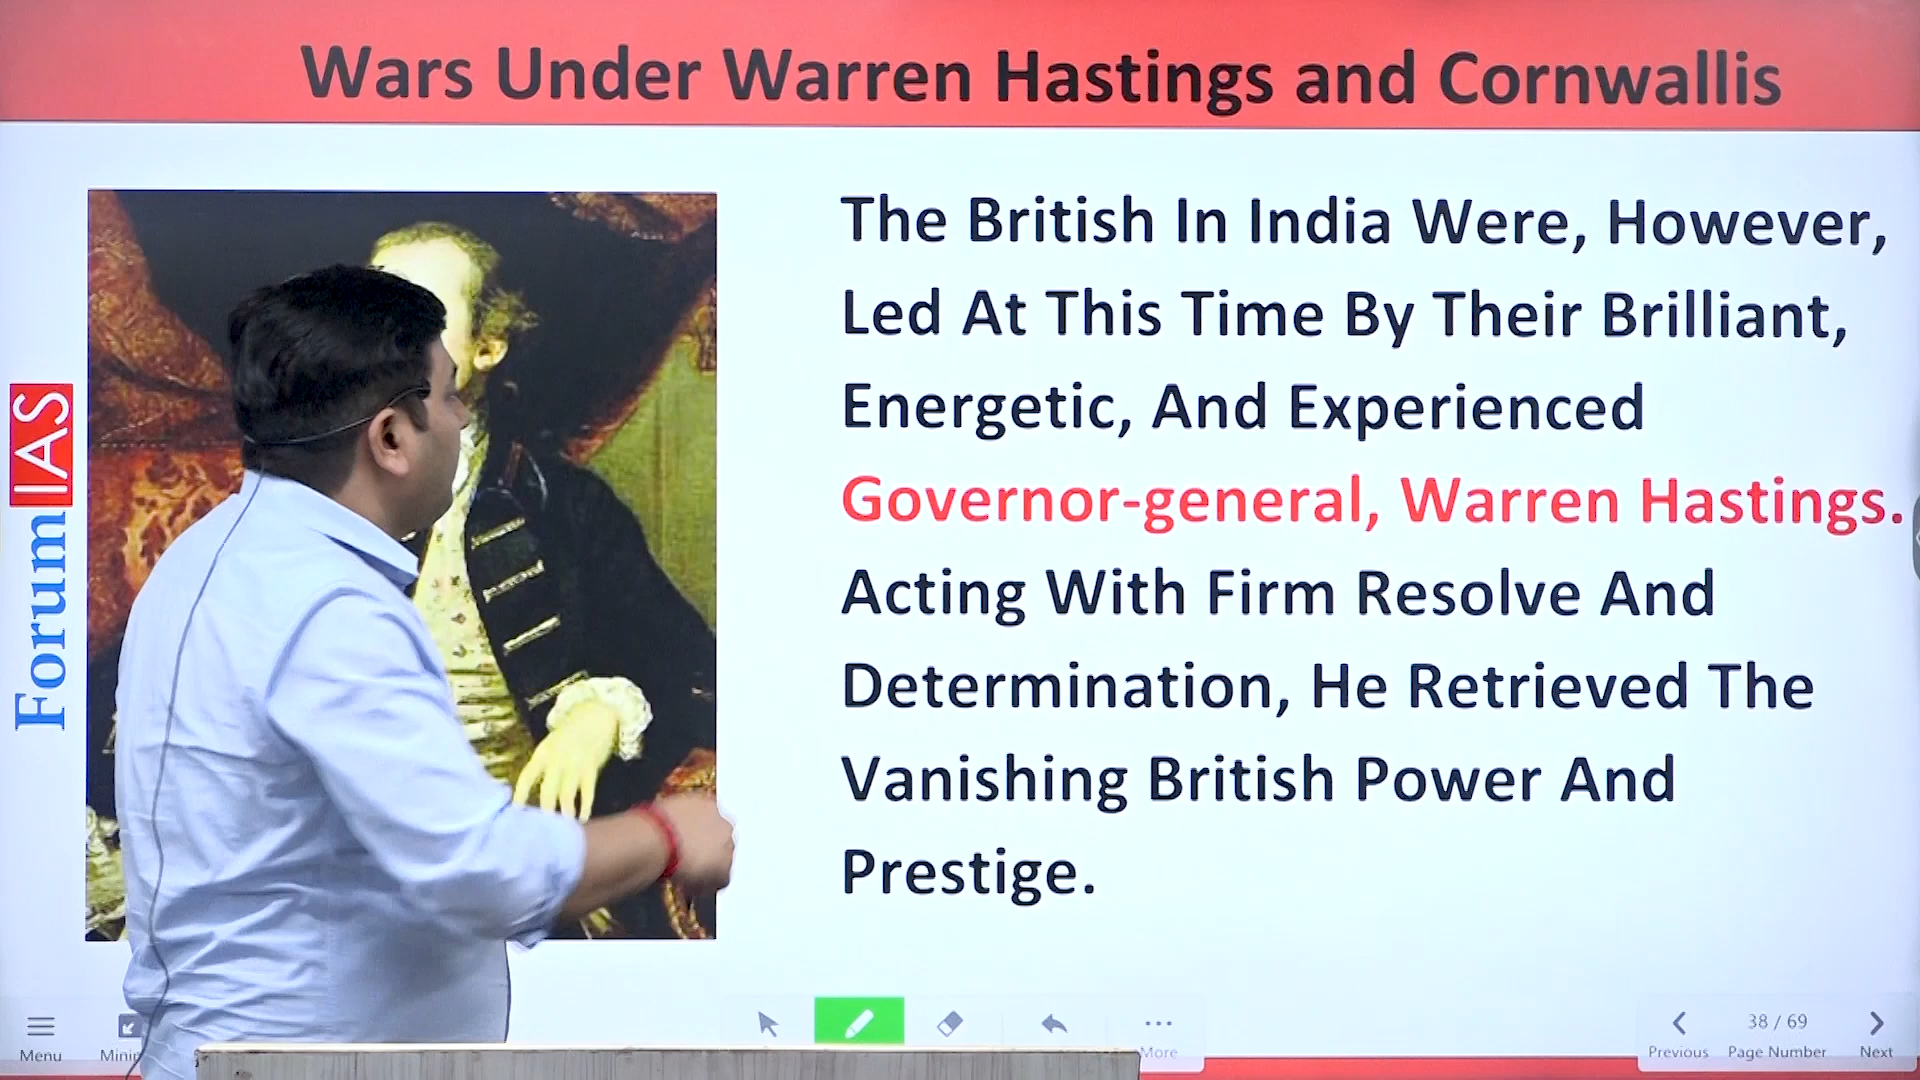 Wars Under Warren Hastings and Cornwallis
The British In India Were, However,
Led At This Time By Their Brilliant,
Energetic, And Experienced
Governor-general, Warren Hastings.
Acting With Firm Resolve And
Determination, He Retrieved The
Vanishing British Power And
Prestige.
Forum IAS
Menu
More
38 / 69
Previous Page Number Next